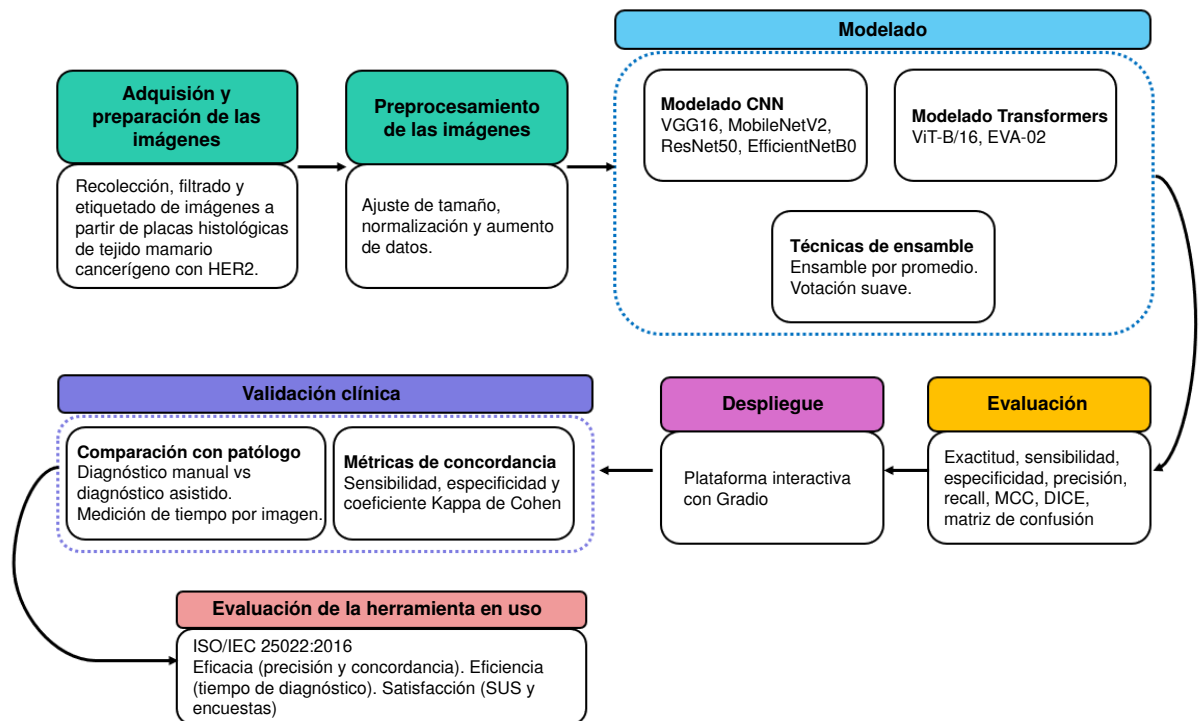 Adquisión y
preparación de las
imágenes
Recolección, filtrado y
etiquetado de imágenes a
partir de placas histológicas
de tejido mamario
cancerígeno con HER2.
Preprocesamiento
de las imágenes
Ajuste de tamaño,
normalización y aumento
de datos.
Modelado
Modelado CNN
VGG16, MobileNetV2,
ResNet50, EfficientNetB0
Modelado Transformers
ViT-B/16, EVA-02
Técnicas de ensamble
Ensamble por promedio.
Votación suave.
Evaluación
Exactitud, sensibilidad,
especificidad, precisión,
recall, MCC, DICE,
matriz de confusión
Despliegue
Plataforma interactiva
con Gradio
Validación clínica
Comparación con patólogo
Diagnóstico manual vs
diagnóstico asistido.
Medición de tiempo por imagen.
Métricas de concordancia
Sensibilidad, especificidad y
coeficiente Kappa de Cohen
Evaluación de la herramienta en uso
ISO/IEC 25022:2016
Eficacia (precisión y concordancia). Eficiencia
(tiempo de diagnóstico). Satisfacción (SUS y
encuestas)